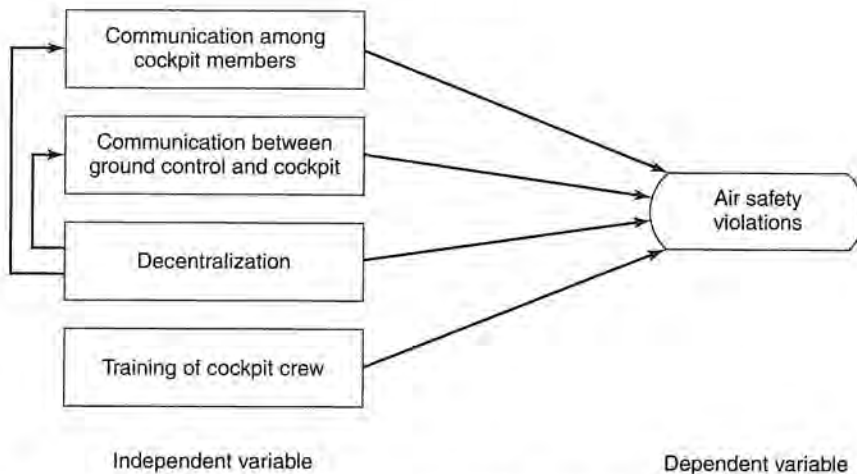 Communication among
cockpit members
Communication between
ground control and cockpit
Air safety
violations
Decentralization
Training of cockpit crew
Independent variable
Dependent variable